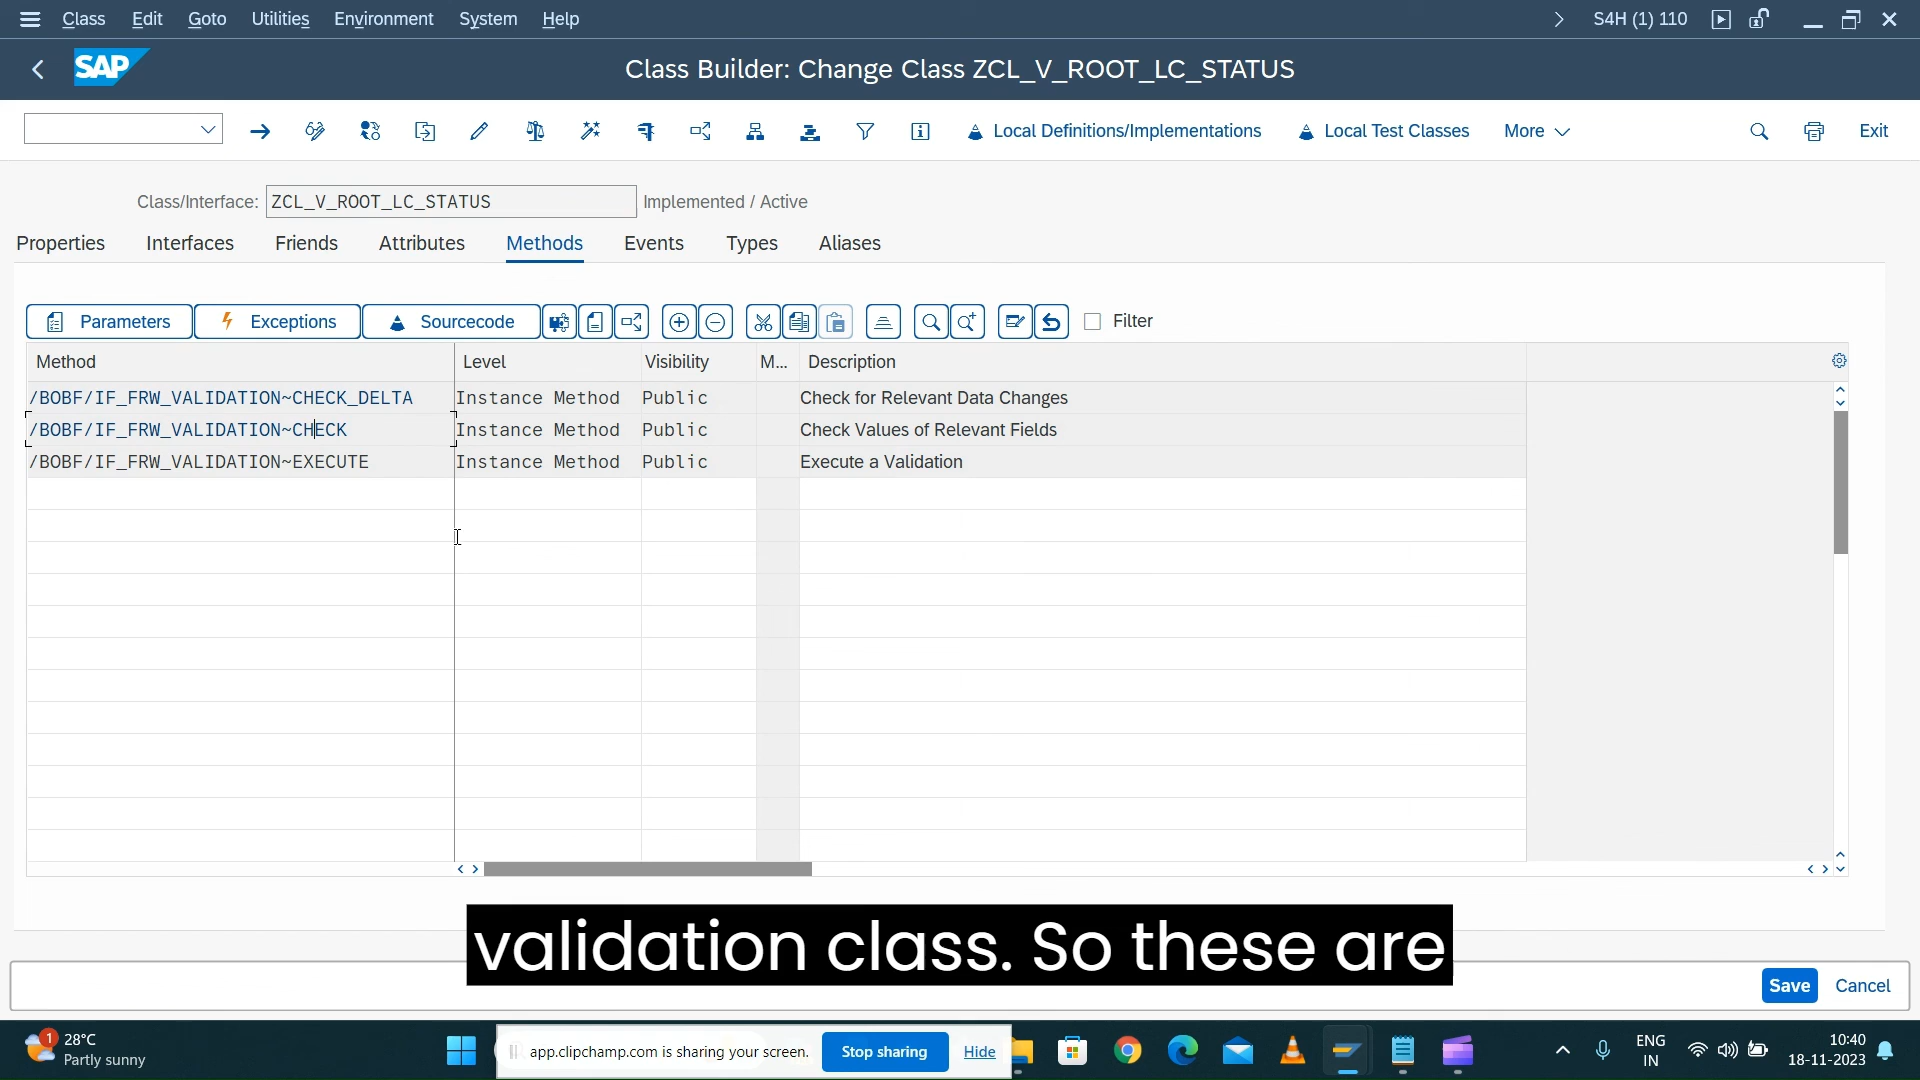 Class Edit Goto Utilities Environment System Help S4H (1) 110
SAP Class Builder: Change Class ZCL_V_ROOT_LC_STATUS
Local Definitions/Implementations Local Test Classes More Exit
Class/Interface: ZCL_V_ROOT_LC_STATUS Implemented / Active
Properties Interfaces Friends Attributes Methods Events Types Aliases
Parameters Exceptions Sourcecode Filter
Method Level Visibility M... Description
/BOBF/IF_FRW_VALIDATION~CHECK_DELTA Instance Method Public Check for Relevant Data Changes
/BOBF/IF_FRW_VALIDATION~CHECK Instance Method Public Check Values of Relevant Fields
/BOBF/IF_FRW_VALIDATION~EXECUTE Instance Method Public Execute a Validation
validation class. So these are
Save Cancel
1 28°C
Partly sunny
app.clipchamp.com is sharing your screen. Stop sharing Hide
ENG
IN
10:40
18-11-2023